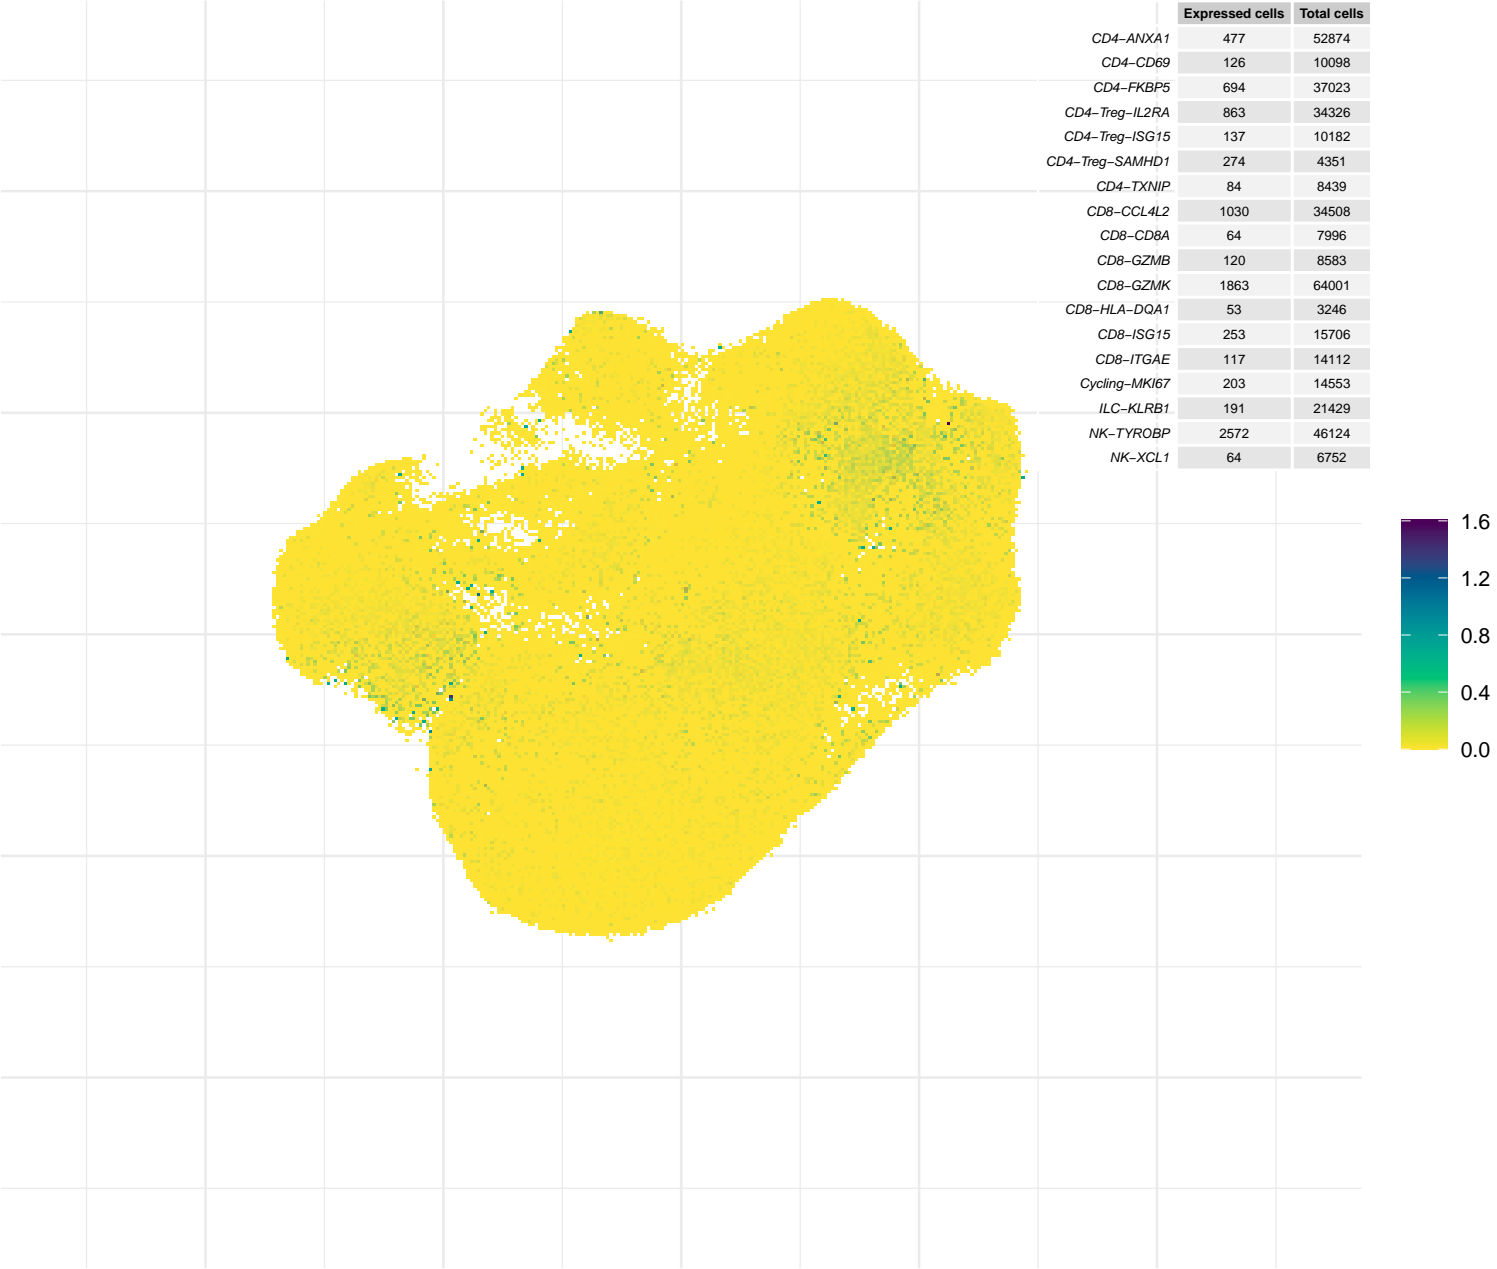 Expressed cells Total cells
CD4−ANXA1 477 52874
CD4−CD69 126 10098
CD4−FKBP5 694 37023
CD4−Treg−IL2RA 863 34326
CD4−Treg−ISG15 137 10182
CD4−Treg−SAMHD1 274 4351
CD4−TXNIP 84 8439
CD8−CCL4L2 1030 34508
CD8−CD8A 64 7996
CD8−GZMB 120 8583
CD8−GZMK 1863 64001
CD8−HLA−DQA1 53 3246
CD8−ISG15 253 15706
CD8−ITGAE 117 14112
Cycling−MKI67 203 14553
ILC−KLRB1 191 21429
NK−TYROBP 2572 46124
NK−XCL1 64 6752
1.6
1.2
0.8
0.4
0.0